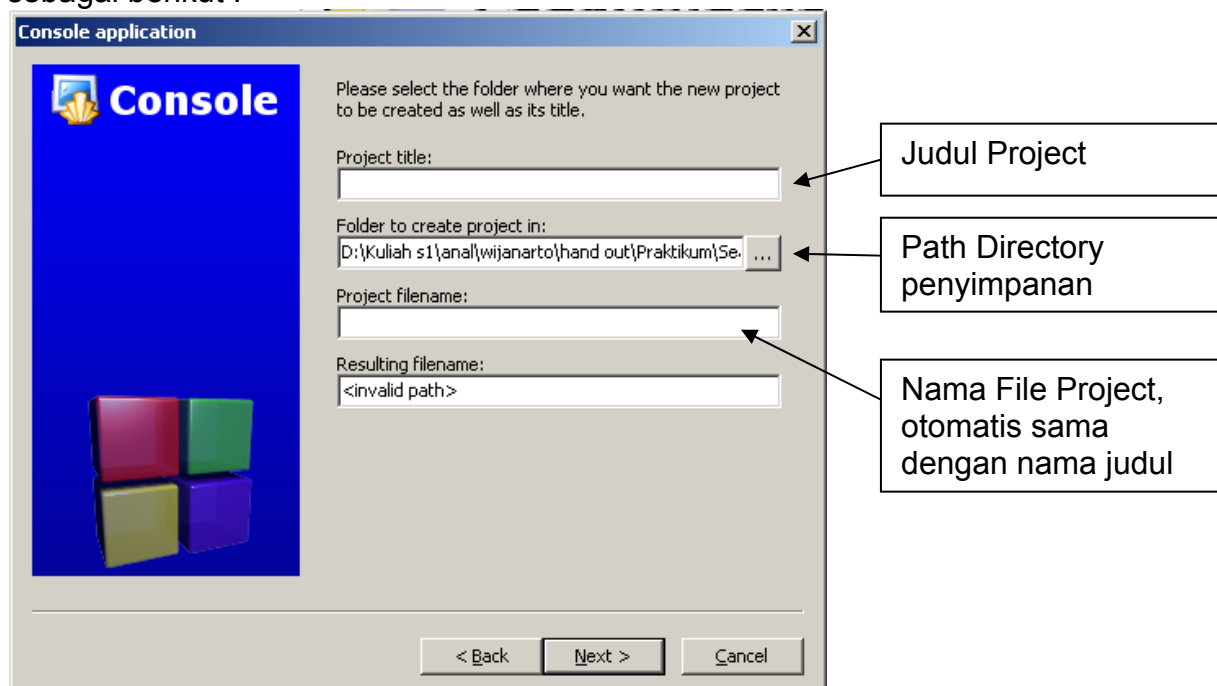 sebagai berikut :
Console application
Console
Please select the folder where you want the new project
to be created as well as its title.
Project title:
Folder to create project in:
D:\Kuliah s1\anal\wijanarto\hand out\Praktikum\Se
...
Project filename:
Resulting filename:
<invalid path>
< Back
Next >
Cancel
Judul Project
Path Directory
penyimpanan
Nama File Project,
otomatis sama
dengan nama judul